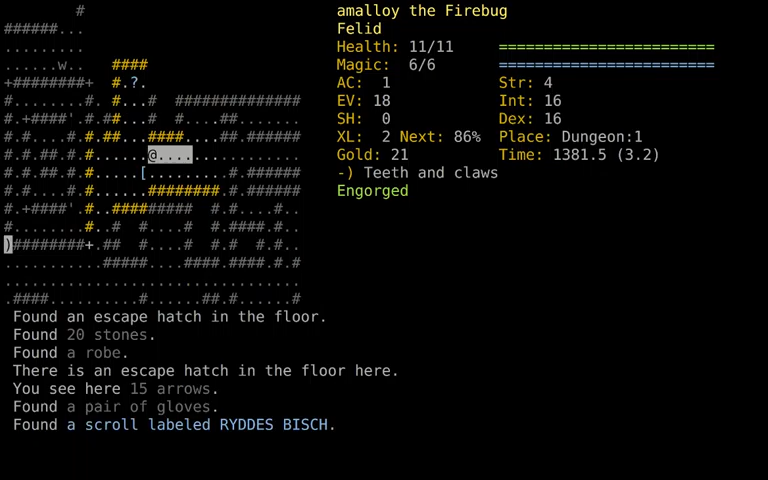 amalloy the Firebug
Felid
Health: 11/11
Magic: 6/6
AC: 1 Str: 4
EV: 18 Int: 16
SH: 0 Dex: 16
XL: 2 Next: 86% Place: Dungeon:1
Gold: 21 Time: 1381.5 (3.2)
-) Teeth and claws
Engorged
Found an escape hatch in the floor.
Found 20 stones.
Found a robe.
There is an escape hatch in the floor here.
You see here 15 arrows.
Found a pair of gloves.
Found a scroll labeled RYDDES BISCH.